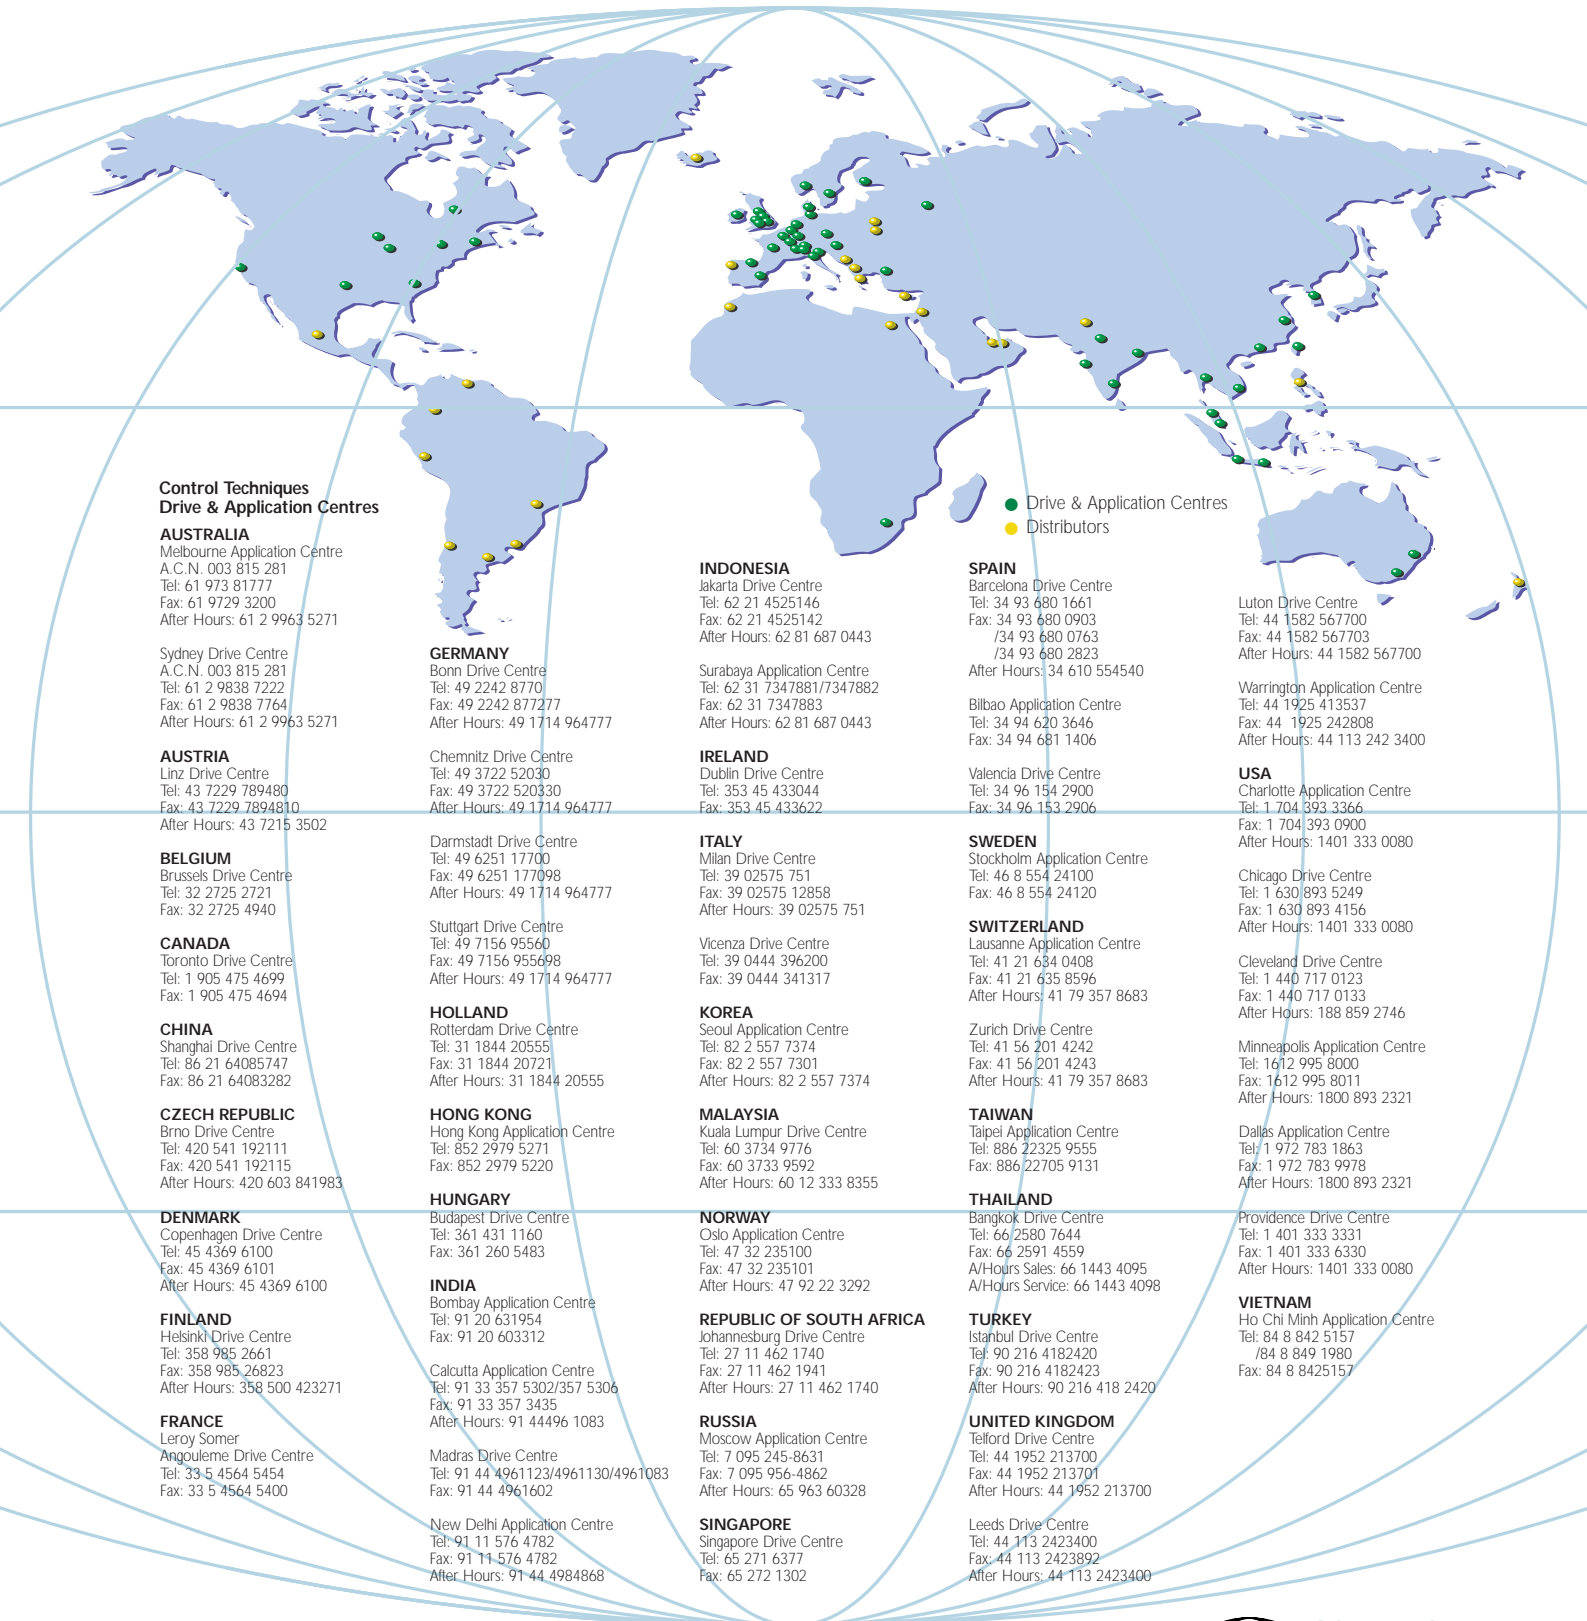 Control Techniques
Drive & Application Centres
AUSTRALIA
Melbourne Application Centre
A.C.N. 003 815 281
Tel: 61 973 81777
Fax: 61 9729 3200
After Hours: 61 2 9963 5271
Sydney Drive Centre
A.C.N. 003 815 281
Tel: 61 2 9838 7222
Fax: 61 2 9838 7764
After Hours: 61 2 9963 5271
AUSTRIA
Linz Drive Centre
Tel: 43 7229 789480
Fax: 43 7229 7894810
After Hours: 43 7215 3502
BELGIUM
Brussels Drive Centre
Tel: 32 2725 2721
Fax: 32 2725 4940
CANADA
Toronto Drive Centre
Tel: 1 905 475 4699
Fax: 1 905 475 4694
CHINA
Shanghai Drive Centre
Tel: 86 21 64085747
Fax: 86 21 64083282
CZECH REPUBLIC
Brno Drive Centre
Tel: 420 541 192111
Fax: 420 541 192115
After Hours: 420 603 841983
DENMARK
Copenhagen Drive Centre
Tel: 45 4369 6100
Fax: 45 4369 6101
After Hours: 45 4369 6100
FINLAND
Helsinki Drive Centre
Tel: 358 985 2661
Fax: 358 985 26823
After Hours: 358 500 423271
FRANCE
Leroy Somer
Angouleme Drive Centre
Tel: 33 5 4564 5454
Fax: 33 5 4564 5400
GERMANY
Bonn Drive Centre
Tel: 49 2242 8770
Fax: 49 2242 877277
After Hours: 49 1714 964777
Chemnitz Drive Centre
Tel: 49 3722 52030
Fax: 49 3722 520330
After Hours: 49 1714 964777
Darmstadt Drive Centre
Tel: 49 6251 17700
Fax: 49 6251 177098
After Hours: 49 1714 964777
Stuttgart Drive Centre
Tel: 49 7156 95560
Fax: 49 7156 955698
After Hours: 49 1714 964777
HOLLAND
Rotterdam Drive Centre
Tel: 31 1844 20555
Fax: 31 1844 20721
After Hours: 31 1844 20555
HONG KONG
Hong Kong Application Centre
Tel: 852 2979 5271
Fax: 852 2979 5220
HUNGARY
Budapest Drive Centre
Tel: 361 431 1160
Fax: 361 260 5483
INDIA
Bombay Application Centre
Tel: 91 20 631954
Fax: 91 20 603312
Calcutta Application Centre
Tel: 91 33 357 5302/357 5306
Fax: 91 33 357 3435
After Hours: 91 44496 1083
Madras Drive Centre
Tel: 91 44 4961123/4961130/4961083
Fax: 91 44 4961602
New Delhi Application Centre
Tel: 91 11 576 4782
Fax: 91 11 576 4782
After Hours: 91 44 4984868
INDONESIA
Jakarta Drive Centre
Tel: 62 21 4525146
Fax: 62 21 4525142
After Hours: 62 81 687 0443
Surabaya Application Centre
Tel: 62 31 7347881/7347882
Fax: 62 31 7347883
After Hours: 62 81 687 0443
IRELAND
Dublin Drive Centre
Tel: 353 45 433044
Fax: 353 45 433622
ITALY
Milan Drive Centre
Tel: 39 02575 751
Fax: 39 02575 12858
After Hours: 39 02575 751
Vicenza Drive Centre
Tel: 39 0444 396200
Fax: 39 0444 341317
KOREA
Seoul Application Centre
Tel: 82 2 557 7374
Fax: 82 2 557 7301
After Hours: 82 2 557 7374
MALAYSIA
Kuala Lumpur Drive Centre
Tel: 60 3734 9776
Fax: 60 3733 9592
After Hours: 60 12 333 8355
NORWAY
Oslo Application Centre
Tel: 47 32 235100
Fax: 47 32 235101
After Hours: 47 92 22 3292
REPUBLIC OF SOUTH AFRICA
Johannesburg Drive Centre
Tel: 27 11 462 1740
Fax: 27 11 462 1941
After Hours: 27 11 462 1740
RUSSIA
Moscow Application Centre
Tel: 7 095 245-8631
Fax: 7 095 956-4862
After Hours: 65 963 60328
SINGAPORE
Singapore Drive Centre
Tel: 65 271 6377
Fax: 65 272 1302
Drive & Application Centres
Distributors
SPAIN
Barcelona Drive Centre
Tel: 34 93 680 1661
Fax: 34 93 680 0903
/34 93 680 0763
/34 93 680 2823
After Hours: 34 610 554540
Bilbao Application Centre
Tel: 34 94 620 3646
Fax: 34 94 681 1406
Valencia Drive Centre
Tel: 34 96 154 2900
Fax: 34 96 153 2906
SWEDEN
Stockholm Application Centre
Tel: 46 8 554 24100
Fax: 46 8 554 24120
SWITZERLAND
Lausanne Application Centre
Tel: 41 21 634 0408
Fax: 41 21 635 8596
After Hours: 41 79 357 8683
Zurich Drive Centre
Tel: 41 56 201 4242
Fax: 41 56 201 4243
After Hours: 41 79 357 8683
TAIWAN
Taipei Application Centre
Tel: 886 22325 9555
Fax: 886 22705 9131
THAILAND
Bangkok Drive Centre
Tel: 66 2580 7644
Fax: 66 2591 4559
A/Hours Sales: 66 1443 4095
A/Hours Service: 66 1443 4098
TURKEY
Istanbul Drive Centre
Tel: 90 216 4182420
Fax: 90 216 4182423
After Hours: 90 216 418 2420
UNITED KINGDOM
Telford Drive Centre
Tel: 44 1952 213700
Fax: 44 1952 213701
After Hours: 44 1952 213700
Leeds Drive Centre
Tel: 44 113 2423400
Fax: 44 113 2423892
After Hours: 44 113 2423400
Luton Drive Centre
Tel: 44 1582 567700
Fax: 44 1582 567703
After Hours: 44 1582 567700
Warrington Application Centre
Tel: 44 1925 413537
Fax: 44 1925 242808
After Hours: 44 113 242 3400
USA
Charlotte Application Centre
Tel: 1 704 393 3366
Fax: 1 704 393 0900
After Hours: 1401 333 0080
Chicago Drive Centre
Tel: 1 630 893 5249
Fax: 1 630 893 4156
After Hours: 1401 333 0080
Cleveland Drive Centre
Tel: 1 440 717 0123
Fax: 1 440 717 0133
After Hours: 188 859 2746
Minneapolis Application Centre
Tel: 1612 995 8000
Fax: 1612 995 8011
After Hours: 1800 893 2321
Dallas Application Centre
Tel: 1 972 783 1863
Fax: 1 972 783 9978
After Hours: 1800 893 2321
Providence Drive Centre
Tel: 1 401 333 3331
Fax: 1 401 333 6330
After Hours: 1401 333 0080
VIETNAM
Ho Chi Minh Application Centre
Tel: 84 8 842 5157
/84 8 849 1980
Fax: 84 8 8425157